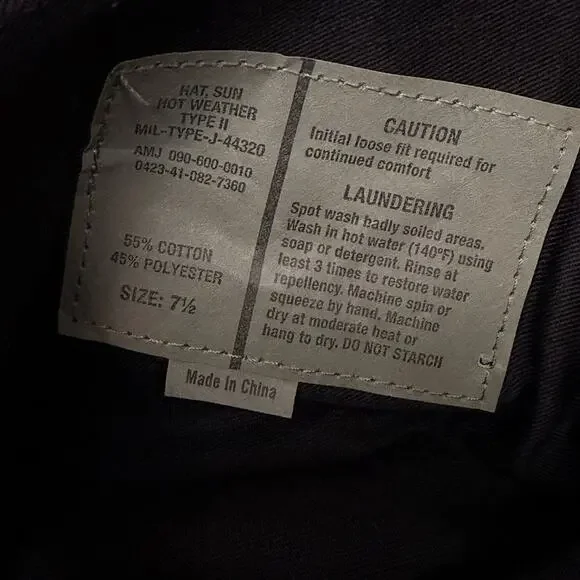 HAT, SUN
HOT WEATHER
TYPE II
MIL-TYPE-J-44320
AMJ 090-600-0010
0423-41-082-7360
55% COTTON
45% POLYESTER
SIZE: 7½
CAUTION
Initial loose fit required for
continued comfort
LAUNDERING
Spot wash badly soiled areas.
Wash in hot water (140ºF) using
soap or detergent. Rinse at
least 3 times to restore water
repellency. Machine spin or
squeeze by hand. Machine
dry at moderate heat or
hang to dry. DO NOT STARCH
Made In China